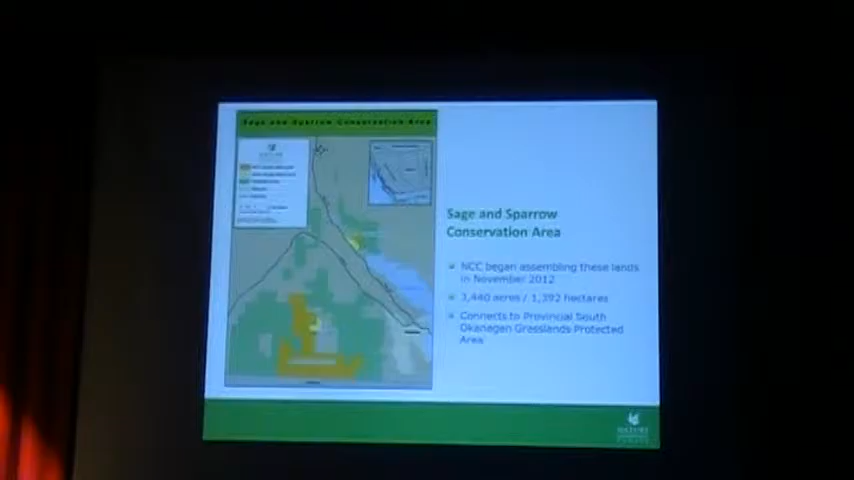 Sage and Sparrow Conservation Area
Sage and Sparrow
Conservation Area
NCC began assembling these lands
in November 2012
3,440 acres / 1,392 hectares
Connects to Provincial South
Okanagan Grasslands Protected
Area
NATURE